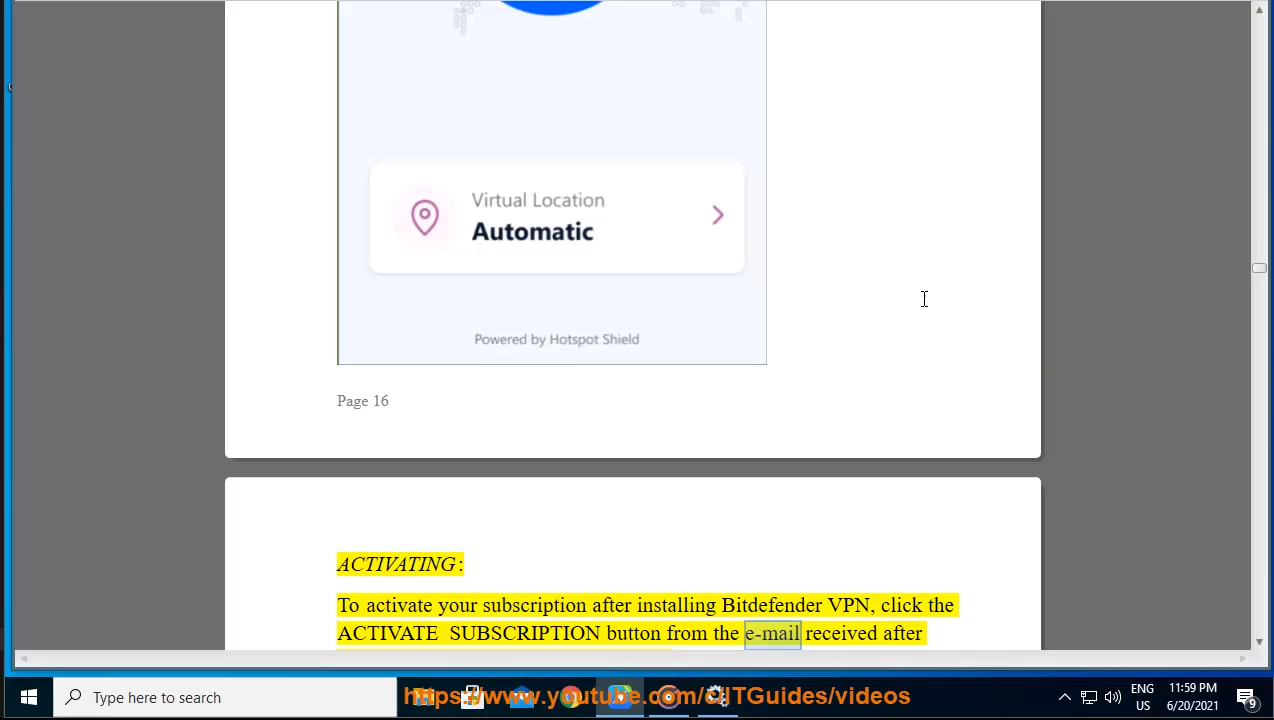 Virtual Location
Automatic
Powered by Hotspot Shield
Page 16
ACTIVATING:
To activate your subscription after installing Bitdefender VPN, click the
ACTIVATE SUBSCRIPTION button from the e-mail received after
Type here to search
https://www.youtube.com/c/ITGuides/videos
ENG
US
11:59 PM
6/20/2021
9